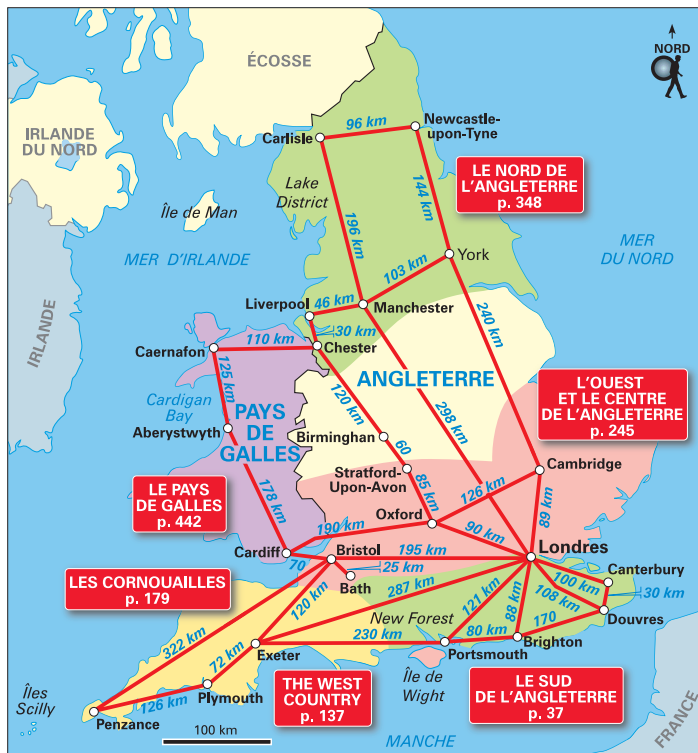 NORD
ÉCOSSE
IRLANDE
DU NORD
Carlisle
96 km
Newcastle-
upon-Tyne
LE NORD DE
L'ANGLETERRE
p. 348
Lake
District
144 km
Île de Man
196 km
MER D'IRLANDE
York
MER
DU NORD
103 km
Liverpool
46 km
Manchester
240 km
IRLANDE
30 km
110 km
Chester
Caernafon
125 km
ANGLETERRE
L'OUEST
ET LE CENTRE
DE L'ANGLETERRE
p. 245
Cardigan
Bay
PAYS
DE
GALLES
120 km
298 km
Aberystwyth
Birminghan
60
Stratford-
Upon-Avon
85 km
Cambridge
LE PAYS
DE GALLES
p. 442
178 km
126 km
Oxford
190 km
90 km
89 km
Cardiff
70
Bristol
195 km
Londres
25 km
Bath
100 km
Canterbury
LES CORNOUAILLES
p. 179
120 km
287 km
108 km
30 km
121 km
88 km
New Forest
Douvres
170
322 km
230 km
80 km
Brighton
72 km
Exeter
Portsmouth
Île de
Wight
Plymouth
THE WEST
COUNTRY
p. 137
LE SUD
DE L'ANGLETERRE
p. 37
Îles
Scilly
126 km
Penzance
100 km
MANCHE
FRANCE